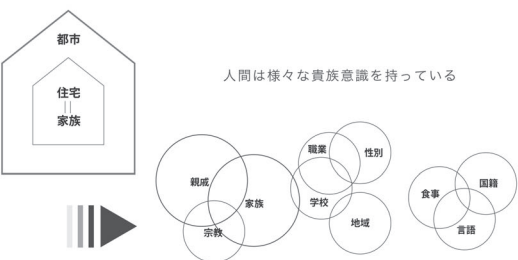 都市
住宅
||
家族
人間は様々な貴族意識を持っている
親戚
家族
宗教
職業
性別
学校
地域
食事
国籍
言語